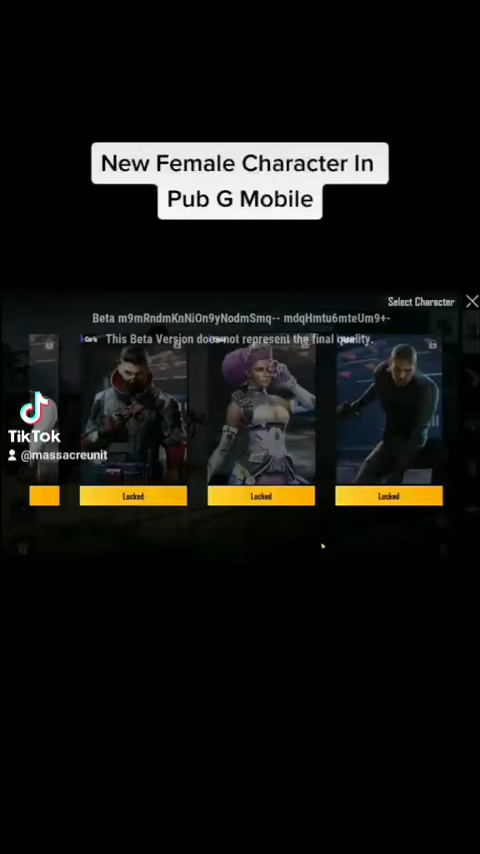 New Female Character In
Pub G Mobile
Select Character
Beta m9mRndmKnNiOn9yNodmSmq-- mdqHmtu6mteUm9+-
This Beta Version does not represent the final quality.
TikTok
@massacreunit
Locked
Locked
Locked